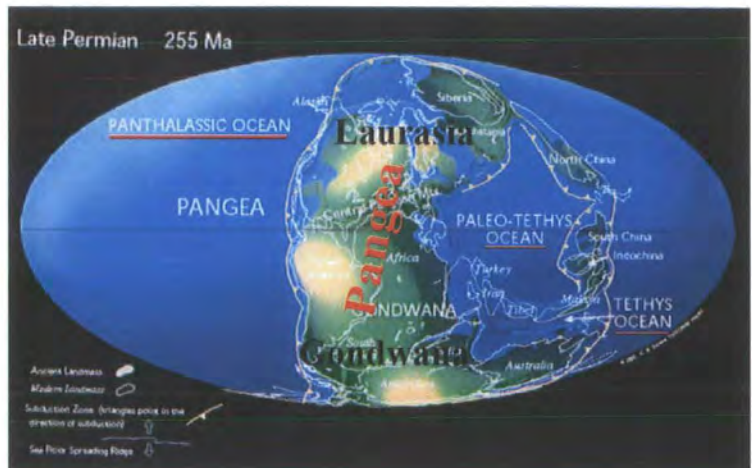 Late Permian 255 Ma
Siberia
Alaska
PANTHALASSIC OCEAN
Laurasia
North China
PANGEA
Pangea
PALEO-TETHYS
OCEAN
South China
Indochina
Africa
Turkey
Iran
Tibet
Malaya
GONDWANA
TETHYS
OCEAN
Gondwana
Australia
Ancient Landmass
Modern Landmass
Subduction Zone (triangles point in the
direction of subduction)
Sea Floor Spreading Ridge